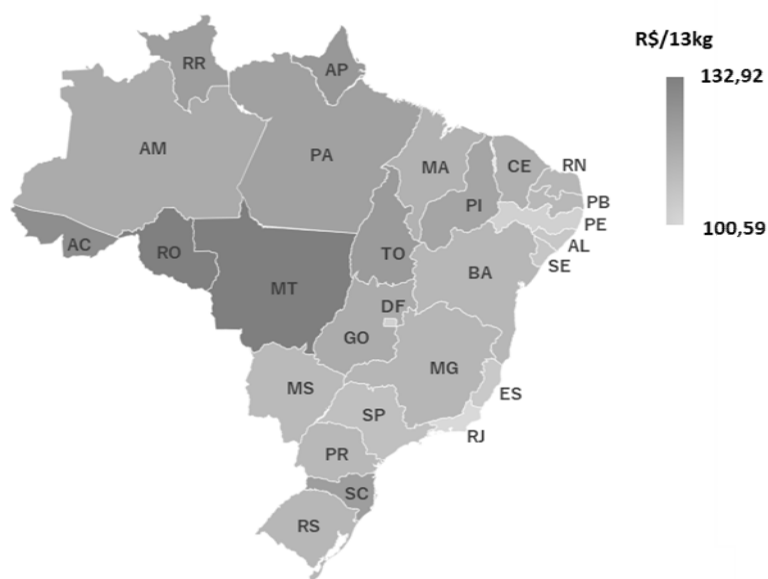 R$/13kg
132,92
100,59
RR
AP
AM
PA
MA
CE
RN
PI
PB
PE
AL
SE
AC
RO
TO
BA
MT
DF
GO
MG
MS
ES
SP
RJ
PR
SC
RS